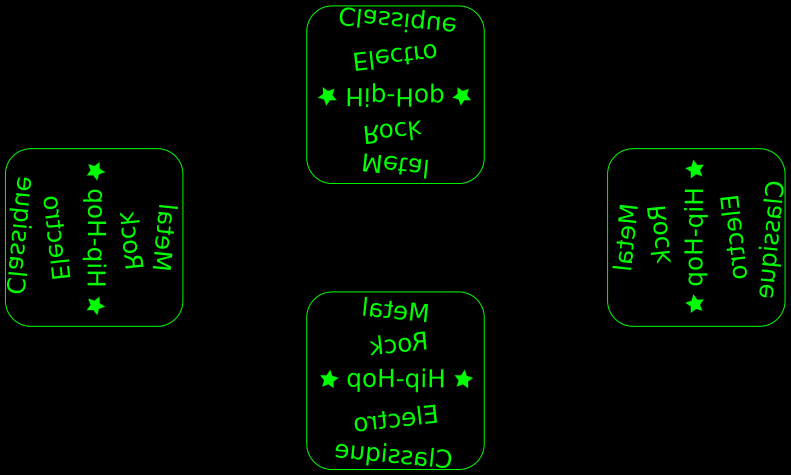 Classique
Electro
★ Hip-Hop ★
Rock
Metal
Classique
Electro
★ Hip-Hop ★
Rock
Metal
Metal
Rock
★ Hip-Hop ★
Electro
Classique
Metal
Rock
★ Hip-Hop ★
Electro
Classique